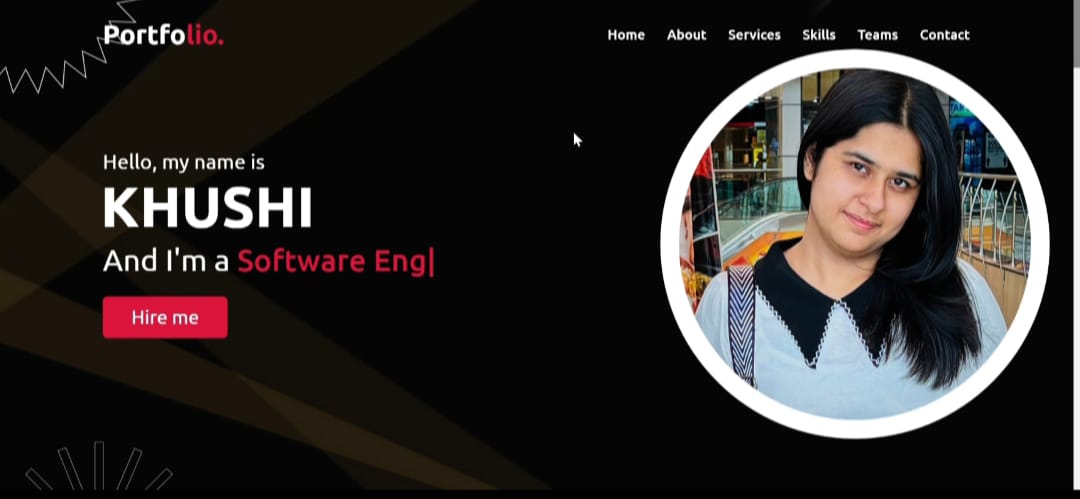 Portfolio.
Home About Services Skills Teams Contact
Hello, my name is
KHUSHI
And I'm a Software Eng|
Hire me